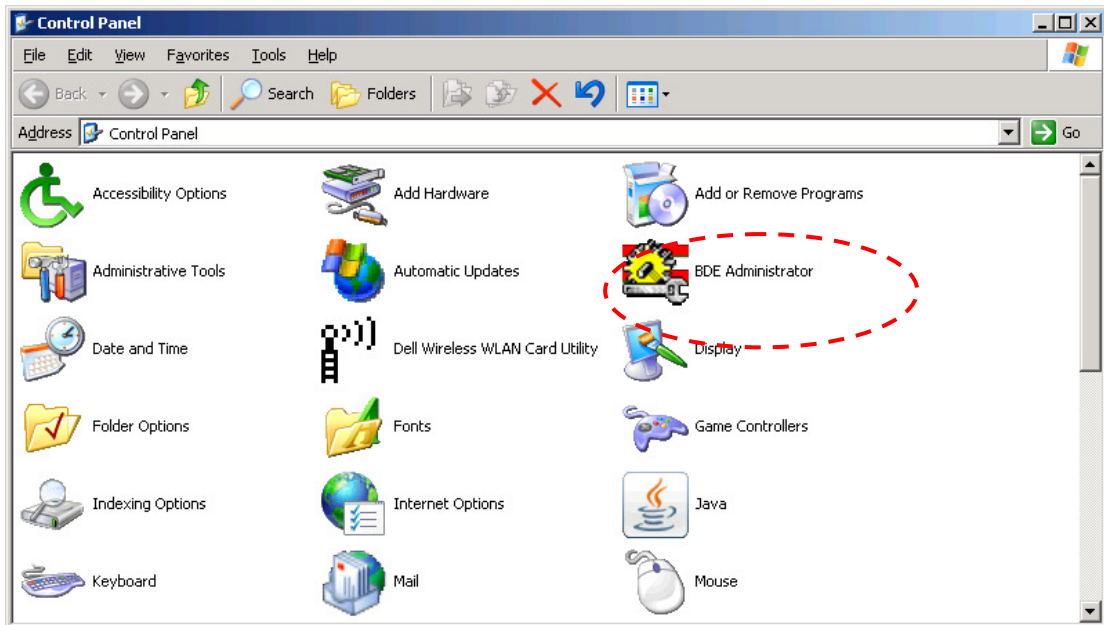 Control Panel
File Edit View Favorites Tools Help
Back Search Folders
Address Control Panel Go
Accessibility Options Add Hardware Add or Remove Programs
Administrative Tools Automatic Updates BDE Administrator
Date and Time Dell Wireless WLAN Card Utility Display
Folder Options Fonts Game Controllers
Indexing Options Internet Options Java
Keyboard Mail Mouse